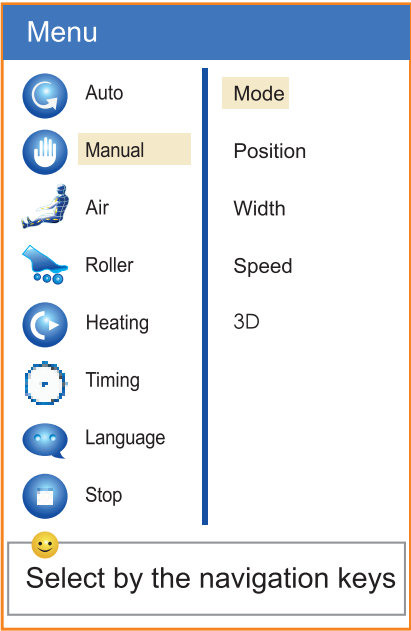 Menu
Auto
Manual
Air
Roller
Heating
Timing
Language
Stop
Mode
Position
Width
Speed
3D
Select by the navigation keys